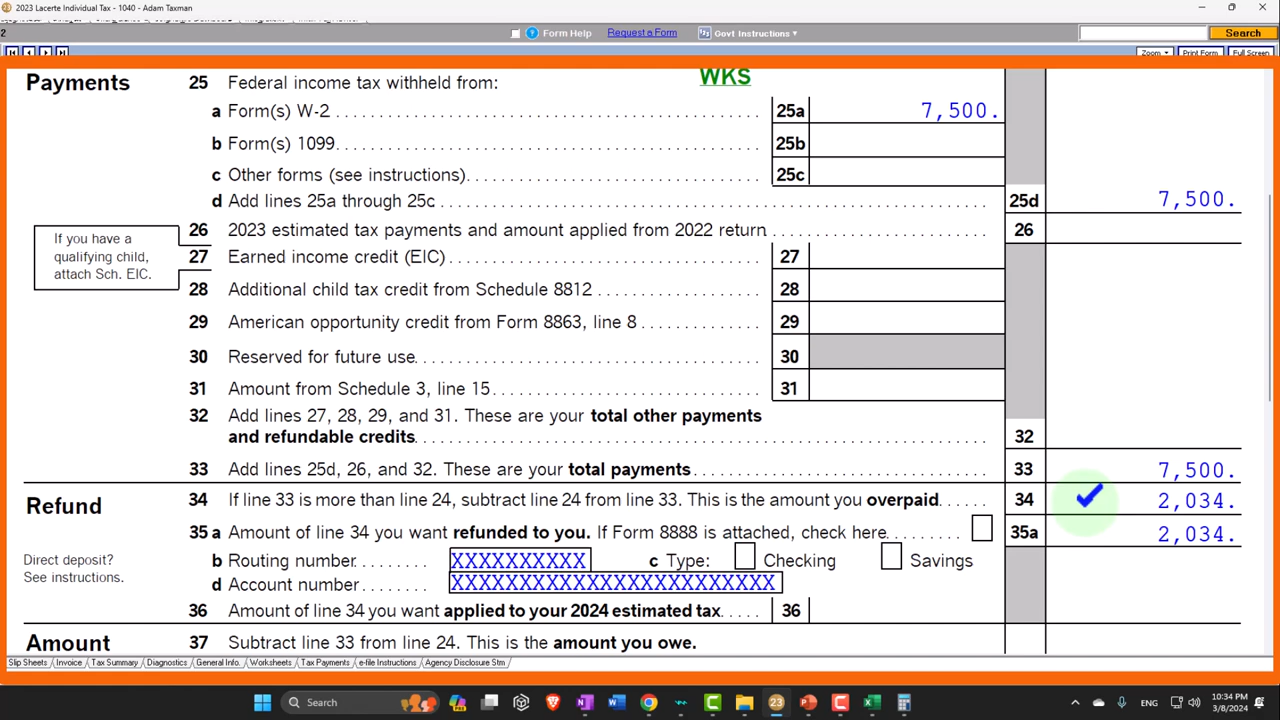 2023 Lacerte Individual Tax - 1040 - Adam Taxman
2 Form Help Request a Form Govt Instructions Search
Zoom Print Form Full Screen
WKS
Payments 25 Federal income tax withheld from:
a Form(s) W-2 25a 7,500.
b Form(s) 1099 25b
c Other forms (see instructions) 25c
d Add lines 25a through 25c 25d 7,500.
If you have a qualifying child, attach Sch. EIC.
26 2023 estimated tax payments and amount applied from 2022 return 26
27 Earned income credit (EIC) 27
28 Additional child tax credit from Schedule 8812 28
29 American opportunity credit from Form 8863, line 8 29
30 Reserved for future use 30
31 Amount from Schedule 3, line 15 31
32 Add lines 27, 28, 29, and 31. These are your total other payments
and refundable credits 32
33 Add lines 25d, 26, and 32. These are your total payments 33 7,500.
Refund 34 If line 33 is more than line 24, subtract line 24 from line 33. This is the amount you overpaid 34 2,034.
35a Amount of line 34 you want refunded to you. If Form 8888 is attached, check here 35a 2,034.
Direct deposit?
See instructions.
b Routing number XXXXXXXXXX c Type: Checking Savings
d Account number XXXXXXXXXXXXXXXXXXXXXXXX
36 Amount of line 34 you want applied to your 2024 estimated tax 36
Amount 37 Subtract line 33 from line 24. This is the amount you owe.
Slip Sheets Invoice Tax Summary Diagnostics General Info. Worksheets Tax Payments e-file Instructions Agency Disclosure Stm
Search ENG 10:34 PM
3/8/2024